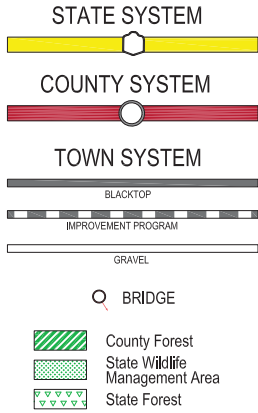 STATE SYSTEM
COUNTY SYSTEM
TOWN SYSTEM
BLACKTOP
IMPROVEMENT PROGRAM
GRAVEL
BRIDGE
County Forest
State Wildlife
Management Area
State Forest